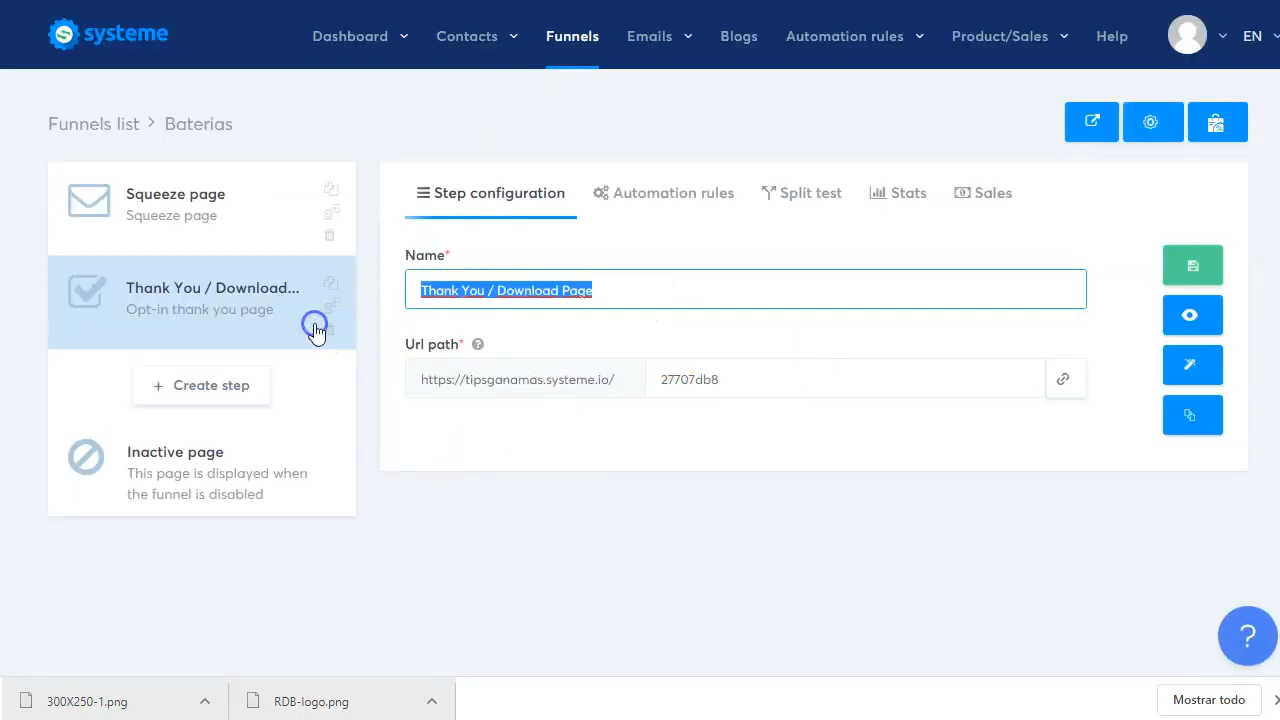 systeme
Dashboard Contacts Funnels Emails Blogs Automation rules Product/Sales Help EN
Funnels list > Baterias
Squeeze page
Squeeze page
Thank You / Download...
Opt-in thank you page
+ Create step
Inactive page
This page is displayed when
the funnel is disabled
Step configuration Automation rules Split test Stats Sales
Name*
Thank You / Download Page
Url path* ?
https://tipsganamas.systeme.io/ 27707db8
?
300X250-1.png RDB-logo.png Mostrar todo